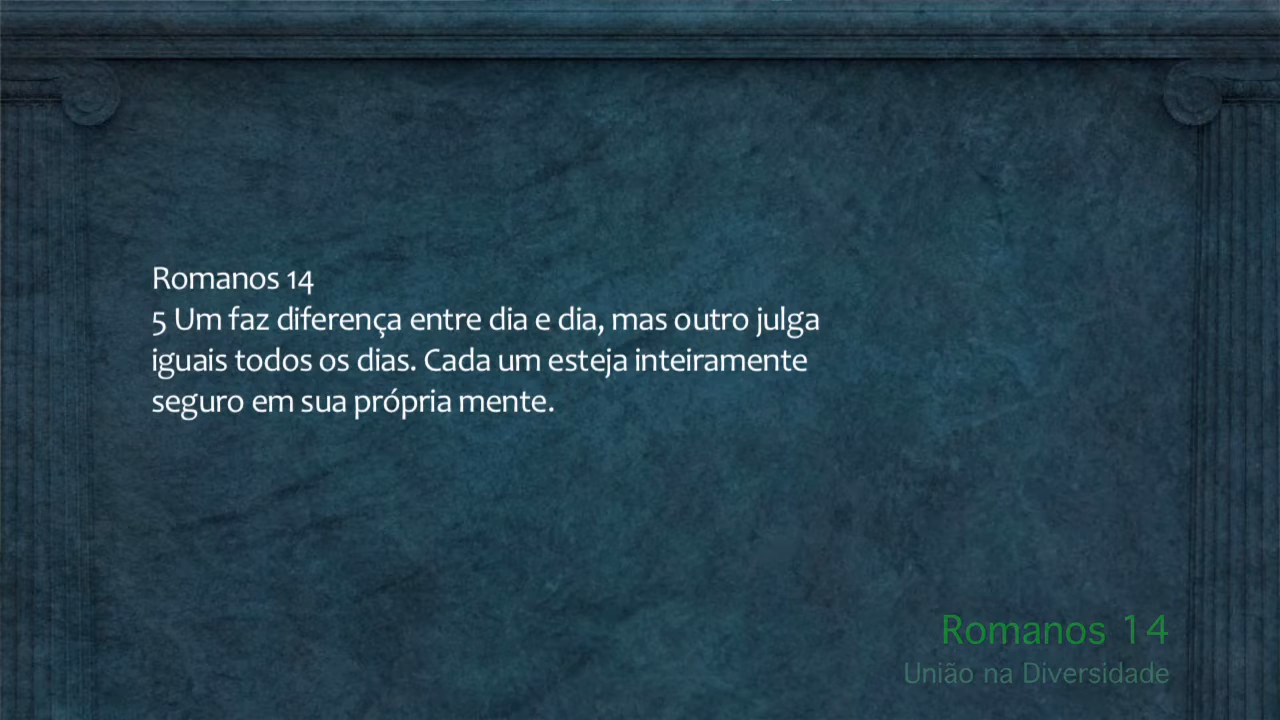 Romanos 14
5 Um faz diferença entre dia e dia, mas outro julga
iguais todos os dias. Cada um esteja inteiramente
seguro em sua própria mente.
Romanos 14
União na Diversidade